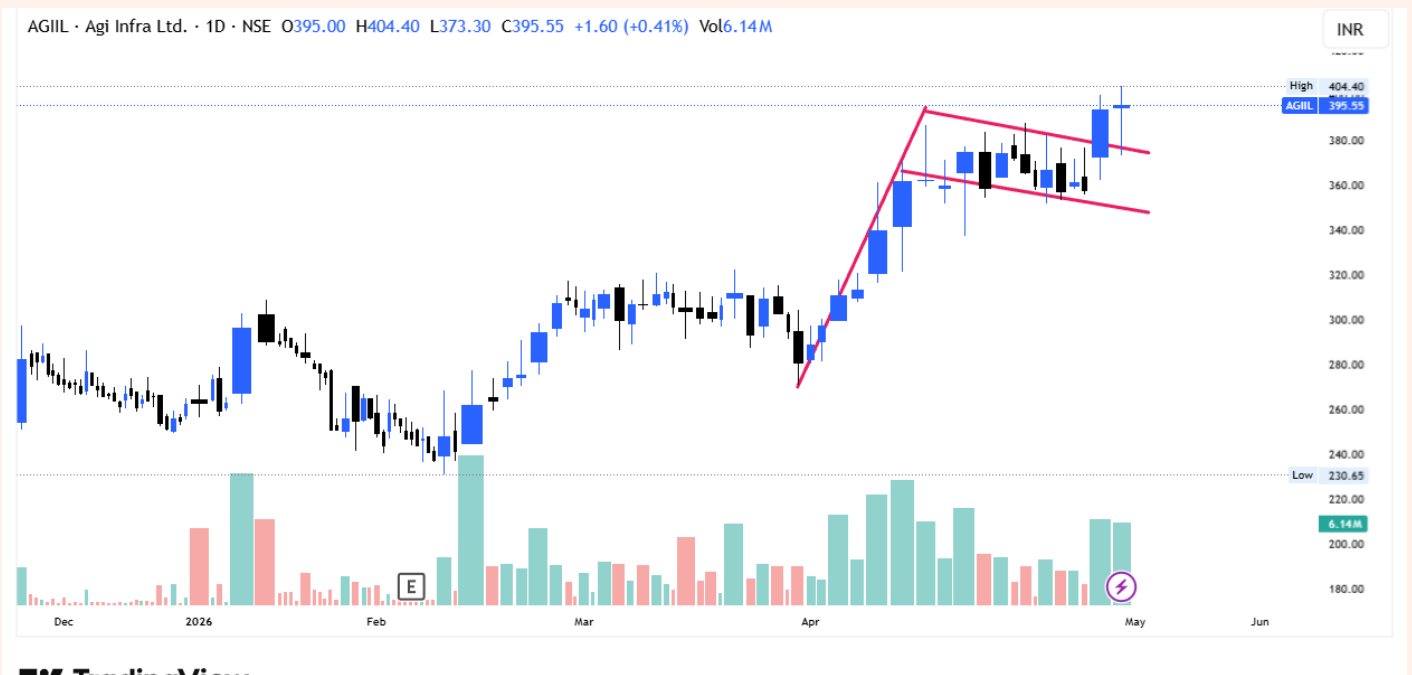 AGIIL · Agi Infra Ltd. · 1D · NSE O395.00 H404.40 L373.30 C395.55 +1.60 (+0.41%) Vol6.14M
INR
High 404.40
AGIIL 395.55
380.00
360.00
340.00
320.00
300.00
280.00
260.00
240.00
Low 230.65
220.00
6.14M
200.00
180.00
E
Dec 2026 Feb Mar Apr May Jun
TradingView